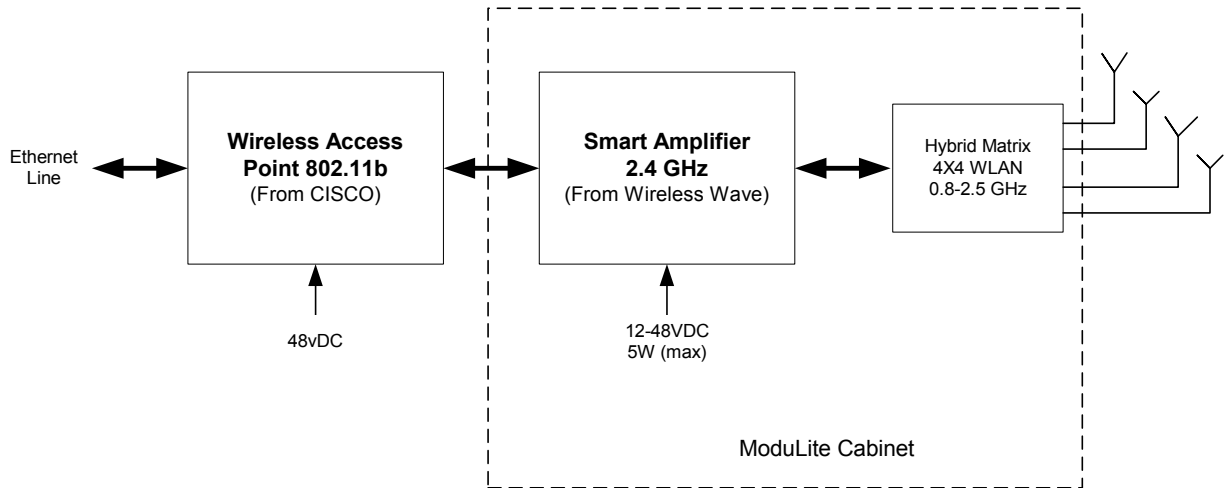 Ethernet
Line
Wireless Access
Point 802.11b
(From CISCO)
48vDC
Smart Amplifier
2.4 GHz
(From Wireless Wave)
12-48VDC
5W (max)
Hybrid Matrix
4X4 WLAN
0.8-2.5 GHz
ModuLite Cabinet